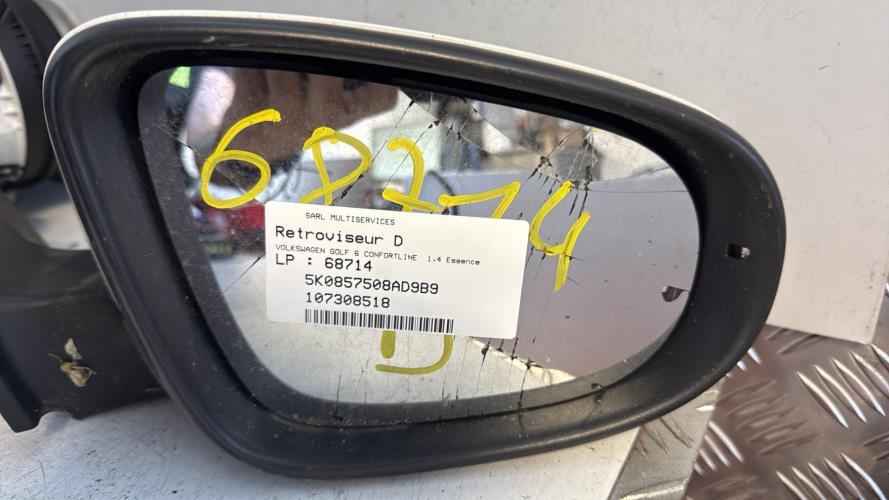 68714
SARL MULTISERVICES
Retroviseur D
VOLKSWAGEN GOLF 6 CONFORTLINE 1.4 Essence
LP : 68714
5K0857508AD9B9
107308518
D